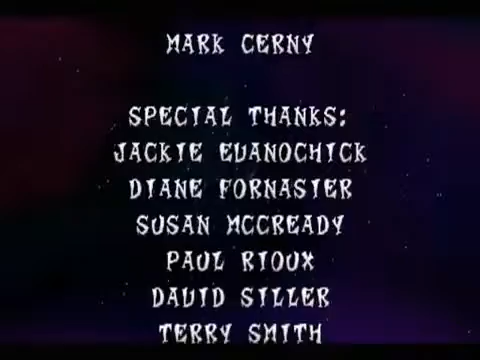 MARK CERNY
SPECIAL THANKS:
JACKIE EVANOCHICK
DIANE FORNASIER
SUSAN MCCREADY
PAUL RIOUX
DAVID SILLER
TERRY SMITH